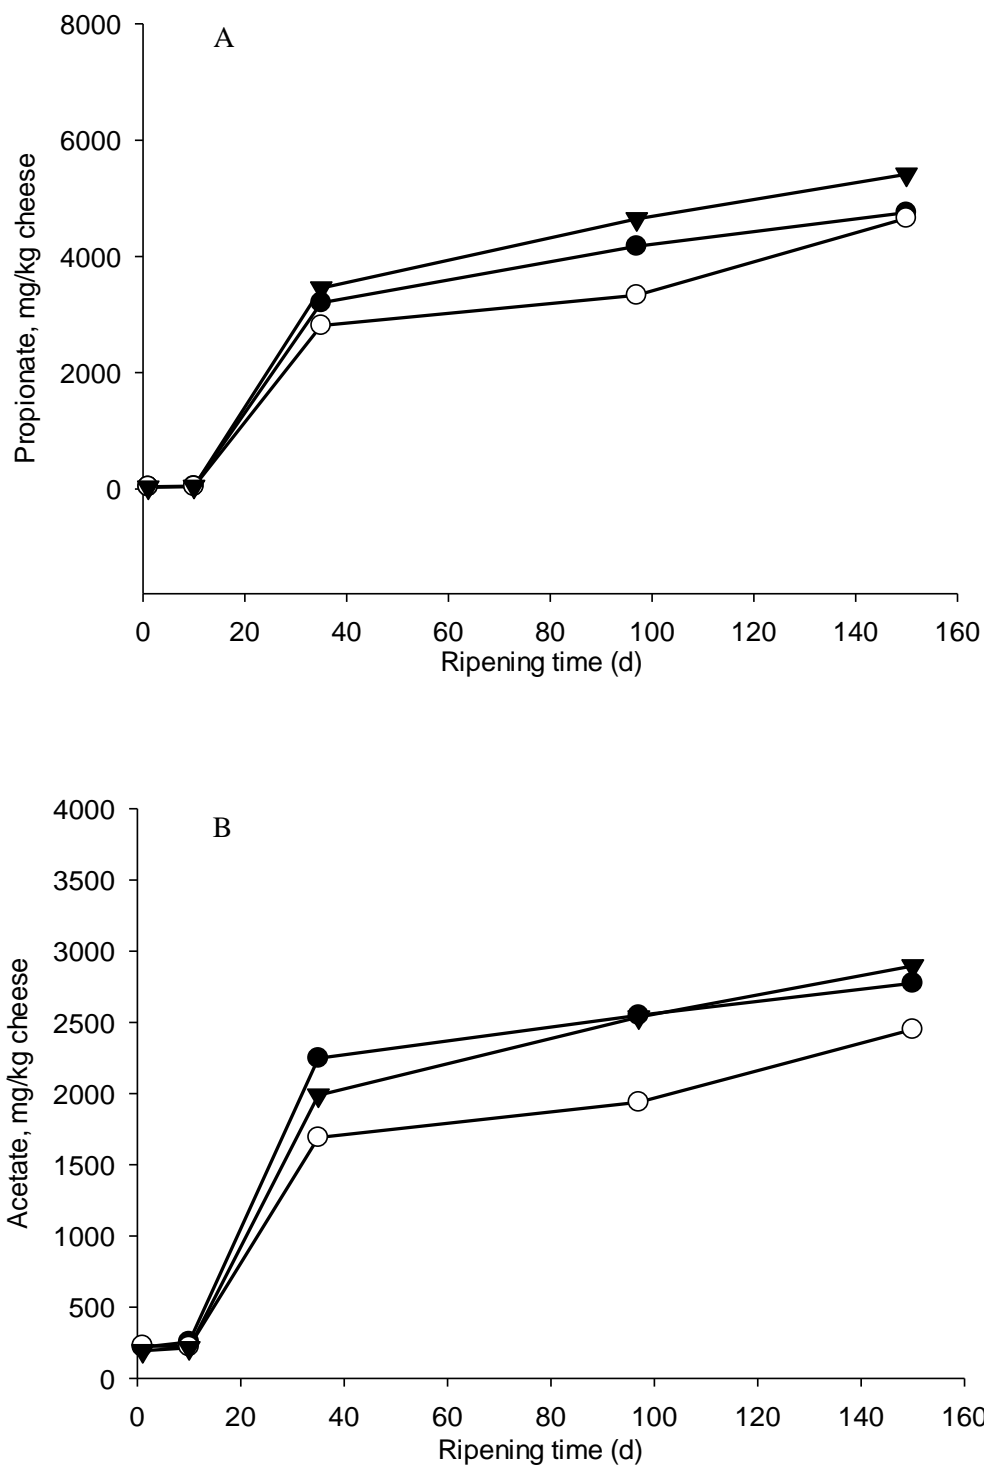 A
8000
6000
4000
2000
0
Propionate, mg/kg cheese
0 20 40 60 80 100 120 140 160
Ripening time (d)
B
4000
3500
3000
2500
2000
1500
1000
500
0
Acetate, mg/kg cheese
0 20 40 60 80 100 120 140 160
Ripening time (d)